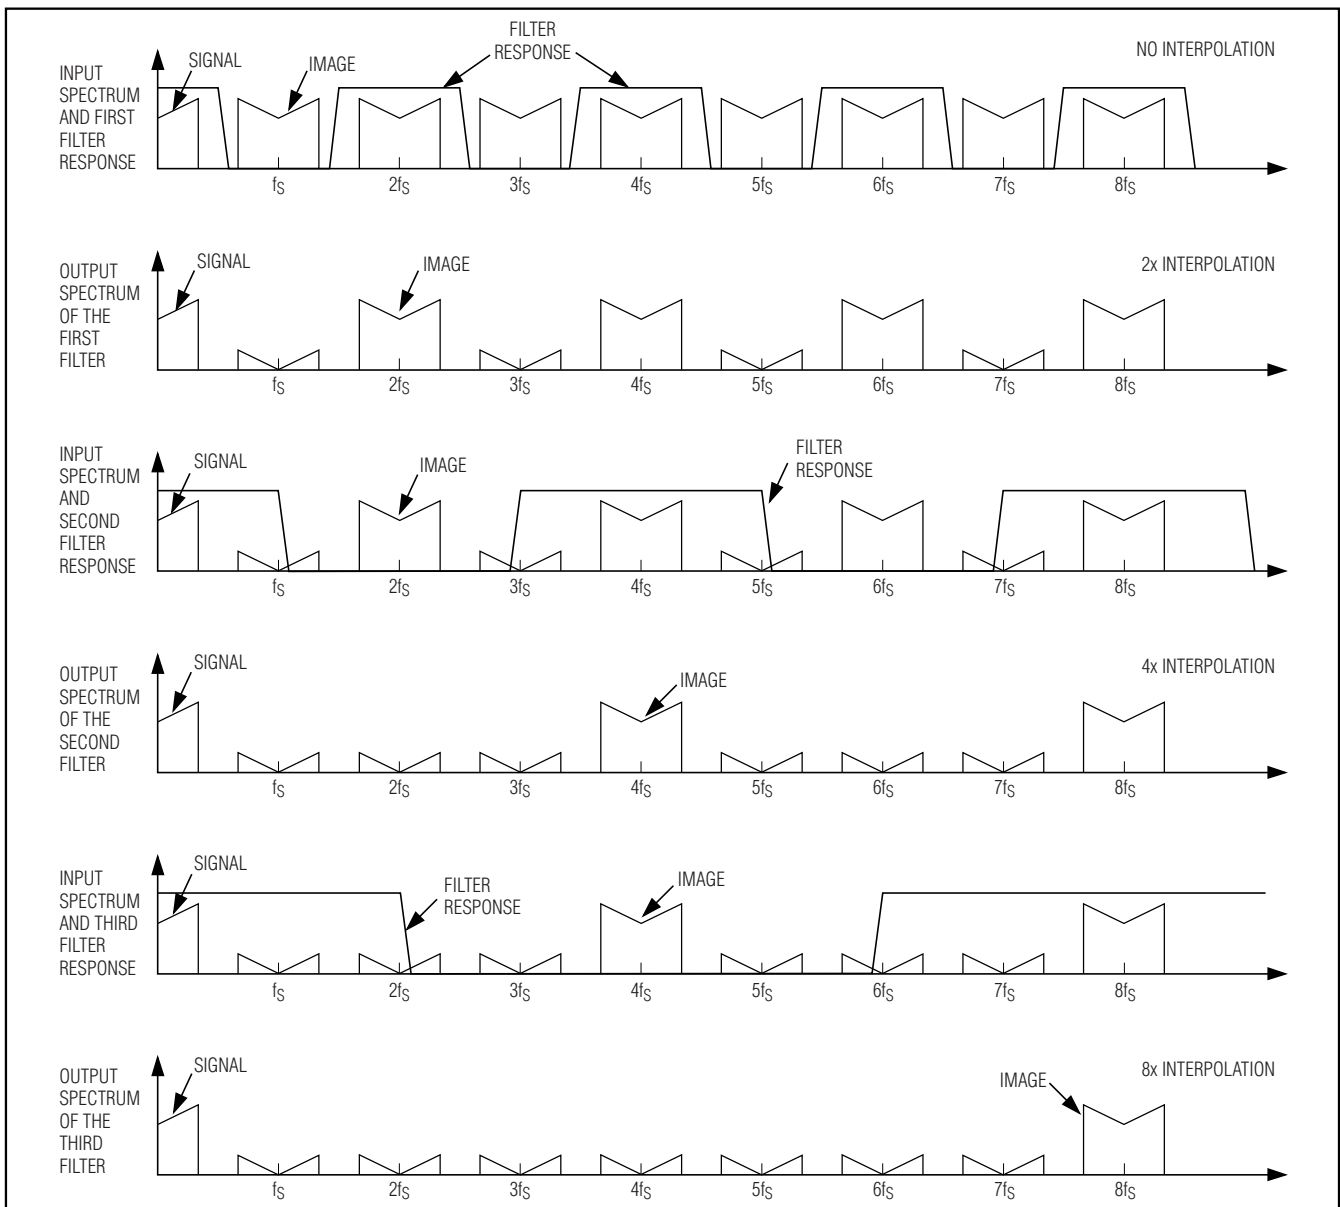 FILTER
RESPONSE
NO INTERPOLATION
SIGNAL
IMAGE
INPUT
SPECTRUM
AND FIRST
FILTER
RESPONSE
fS 2fS 3fS 4fS 5fS 6fS 7fS 8fS
SIGNAL
IMAGE
2x INTERPOLATION
OUTPUT
SPECTRUM
OF THE
FIRST
FILTER
fS 2fS 3fS 4fS 5fS 6fS 7fS 8fS
INPUT
SPECTRUM
AND
SECOND
FILTER
RESPONSE
SIGNAL
IMAGE
FILTER
RESPONSE
fS 2fS 3fS 4fS 5fS 6fS 7fS 8fS
OUTPUT
SPECTRUM
OF THE
SECOND
FILTER
SIGNAL
IMAGE
4x INTERPOLATION
fS 2fS 3fS 4fS 5fS 6fS 7fS 8fS
INPUT
SPECTRUM
AND THIRD
FILTER
RESPONSE
SIGNAL
FILTER
RESPONSE
IMAGE
fS 2fS 3fS 4fS 5fS 6fS 7fS 8fS
OUTPUT
SPECTRUM
OF THE
THIRD
FILTER
SIGNAL
IMAGE
8x INTERPOLATION
fS 2fS 3fS 4fS 5fS 6fS 7fS 8fS